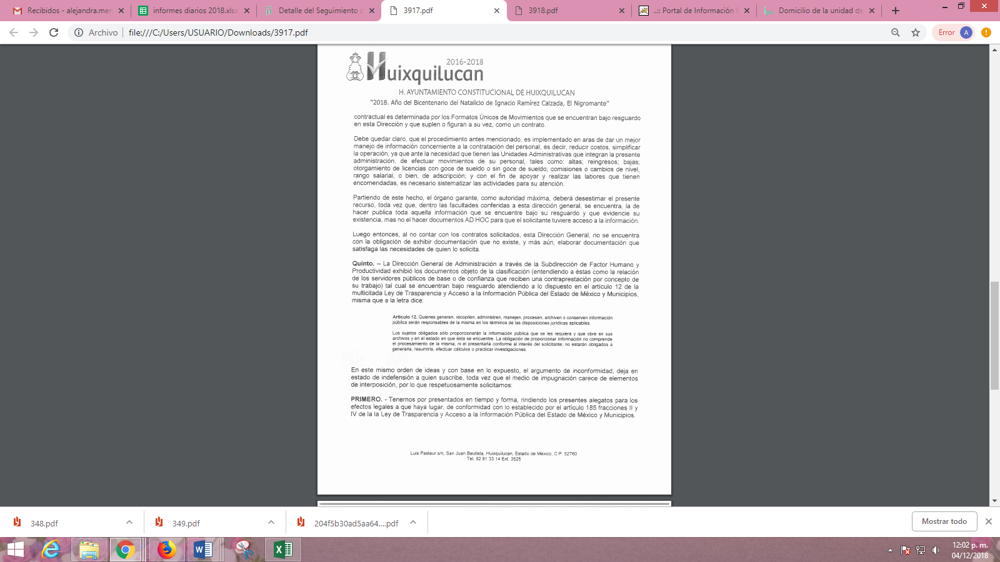 Recibidos - alejandra.men
informes diarios 2018.xlsx
Detalle del Seguimiento d
3917.pdf
3918.pdf
..:: Portal de Información
Domicilio de la unidad de
Archivo
file:///C:/Users/USUARIO/Downloads/3917.pdf
Error
A
2016-2018
Huixquilucan
H. AYUNTAMIENTO CONSTITUCIONAL DE HUIXQUILUCAN
"2018. Año del Bicentenario del Natalicio de Ignacio Ramírez Calzada, El Nigromante"
contractual es determinada por los Formatos Únicos de Movimientos que se encuentran bajo resguardo
en esta Dirección y que suplen o figuran a su vez, como un contrato.
Debe quedar claro, que el procedimiento antes mencionado, es implementado en aras de dar un mejor
manejo de información concerniente a la contratación del personal, es decir, reducir costos, simplificar
la operación, ya que ante la necesidad que tienen las Unidades Administrativas que integran la presente
administración, de efectuar movimientos de su personal, tales como: altas; reingresos; bajas;
otorgamiento de licencias con goce de sueldo o sin goce de sueldo; comisiones o cambios de nivel,
rango salarial, o bien, de adscripción; y con el fin de apoyar y realizar las labores que tienen
encomendadas, es necesario sistematizar las actividades para su atención.
Partiendo de este hecho, el órgano garante, como autoridad máxima, deberá desestimar el presente
recurso, toda vez que, dentro las facultades conferidas a esta dirección general, se encuentra, la de
hacer publica toda aquella información que se encuentre bajo su resguardo y que evidencie su
existencia, mas no el hacer documentos AD HOC para que el solicitante tuviere acceso a la información.
Luego entonces, al no contar con los contratos solicitados, esta Dirección General, no se encuentra
con la obligación de exhibir documentación que no existe, y más aún, elaborar documentación que
satisfaga las necesidades de quien lo solicita.
Quinto. – La Dirección General de Administración a través de la Subdirección de Factor Humano y
Productividad exhibió los documentos objeto de la clasificación (entendiendo a éstas como la relación
de los servidores públicos de base o de confianza que reciben una contraprestación por concepto de
su trabajo) tal cual se encuentran bajo resguardo atendiendo a lo dispuesto en el artículo 12 de la
multicitada Ley de Trasparencia y Acceso a la Información Pública del Estado de México y Municipios,
misma que a la letra dice:
Artículo 12. Quienes generen, recopilen, administren, manejen, procesen, archiven o conserven información
pública serán responsables de la misma en los términos de las disposiciones jurídicas aplicables.
Los sujetos obligados sólo proporcionarán la información pública que se les requiera y que obre en sus
archivos y en el estado en que ésta se encuentre. La obligación de proporcionar información no comprende
el procesamiento de la misma, ni el presentarla conforme al interés del solicitante; no estarán obligados a
generarla, resumirla, efectuar cálculos o practicar investigaciones.
En este mismo orden de ideas y con base en lo expuesto, el argumento de inconformidad, deja en
estado de indefensión a quien suscribe, toda vez que el medio de impugnación carece de elementos
de interposición, por lo que respetuosamente solicitamos:
PRIMERO. - Tenernos por presentados en tiempo y forma, rindiendo los presentes alegatos para los
efectos legales a que haya lugar, de conformidad con lo establecido por el artículo 185 fracciones II y
IV de la la Ley de Trasparencia y Acceso a la Información Pública del Estado de México y Municipios.
Luis Pasteur s/n, San Juan Bautista, Huixquilucan, Estado de México, C.P. 52760
Tel. 52 91 33 14 Ext. 3525
348.pdf
349.pdf
204f5b30ad5aa64....pdf
Mostrar todo
12:02 p. m.
04/12/2018